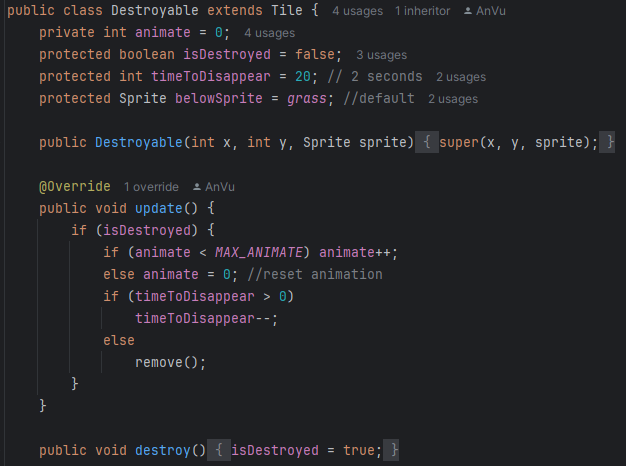 public class Destroyable extends Tile {  4 usages  1 inheritor  AnVu
    private int animate = 0;  4 usages
    protected boolean isDestroyed = false;  3 usages
    protected int timeToDisappear = 20; // 2 seconds  2 usages
    protected Sprite belowSprite = grass; //default  2 usages
    public Destroyable(int x, int y, Sprite sprite) { super(x, y, sprite); }
    @Override  1 override  AnVu
    public void update() {
        if (isDestroyed) {
            if (animate < MAX_ANIMATE) animate++;
            else animate = 0; //reset animation
            if (timeToDisappear > 0)
                timeToDisappear--;
            else
                remove();
        }
    }
    public void destroy() { isDestroyed = true; }